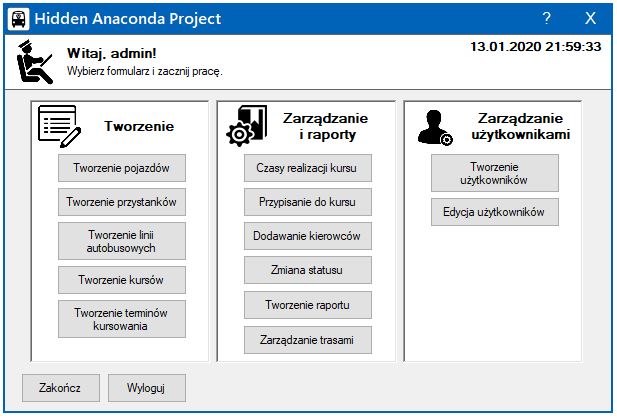 Hidden Anaconda Project
? X
Witaj, admin!
13.01.2020 21:59:33
Wybierz formularz i zacznij pracę.
Tworzenie
Tworzenie pojazdów
Tworzenie przystanków
Tworzenie linii
autobusowych
Tworzenie kursów
Tworzenie terminów
kursowania
Zarządzanie
i raporty
Czasy realizacji kursu
Przypisanie do kursu
Dodawanie kierowców
Zmiana statusu
Tworzenie raportu
Zarządzanie trasami
Zarządzanie
użytkownikami
Tworzenie
użytkowników
Edycja użytkowników
Zakończ
Wyloguj